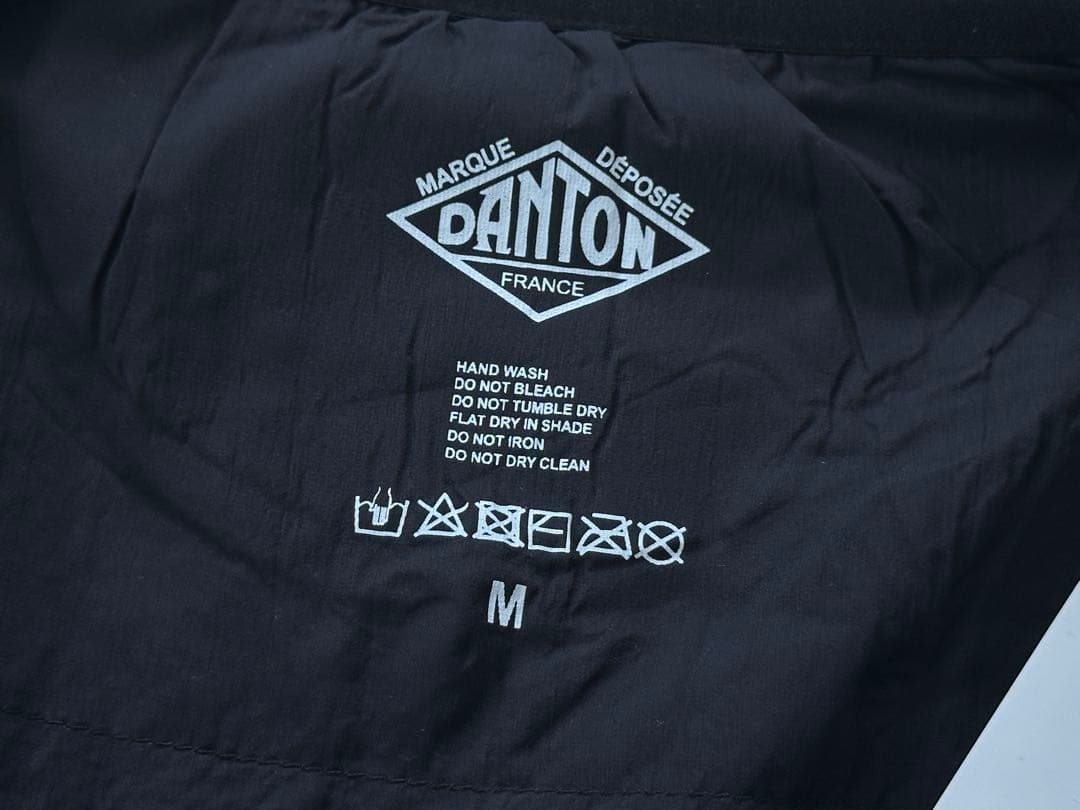 MARQUE DÉPOSÉE
DANTON
FRANCE
HAND WASH
DO NOT BLEACH
DO NOT TUMBLE DRY
FLAT DRY IN SHADE
DO NOT IRON
DO NOT DRY CLEAN
M